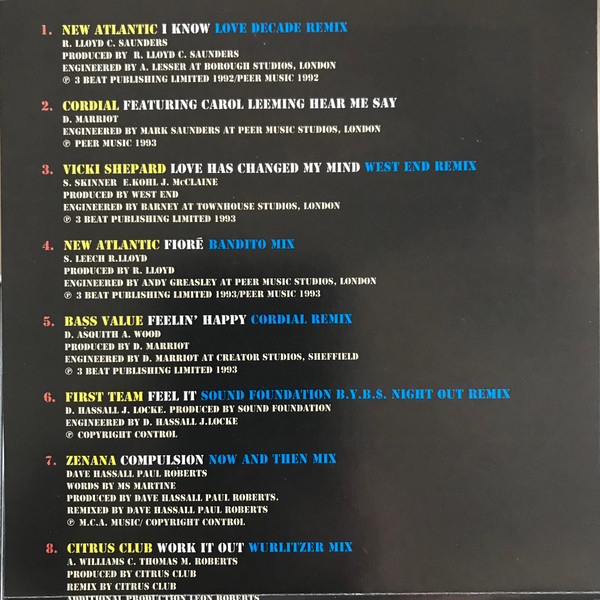 1. NEW ATLANTIC I KNOW LOVE DECADE REMIX
R. LLOYD C. SAUNDERS
PRODUCED BY R. LLOYD C. SAUNDERS
ENGINEERED BY A. LESSER AT BOROUGH STUDIOS, LONDON
℗ 3 BEAT PUBLISHING LIMITED 1992/PEER MUSIC 1992
2. CORDIAL FEATURING CAROL LEEMING HEAR ME SAY
D. MARRIOT
ENGINEERED BY MARK SAUNDERS AT PEER MUSIC STUDIOS, LONDON
℗ PEER MUSIC 1993
3. VICKI SHEPARD LOVE HAS CHANGED MY MIND WEST END REMIX
S. SKINNER E.KOHL J. McCLAINE
PRODUCED BY WEST END
ENGINEERED BY BARNEY AT TOWNHOUSE STUDIOS, LONDON
℗ 3 BEAT PUBLISHING LIMITED 1993
4. NEW ATLANTIC FIORÉ BANDITO MIX
S. LEECH R.LLOYD
PRODUCED BY R. LLOYD
ENGINEERED BY ANDY GREASLEY AT PEER MUSIC STUDIOS, LONDON
℗ 3 BEAT PUBLISHING LIMITED 1993/PEER MUSIC 1993
5. BASS VALUE FEELIN' HAPPY CORDIAL REMIX
D. ASQUITH A. WOOD
PRODUCED BY D. MARRIOT
ENGINEERED BY D. MARRIOT AT CREATOR STUDIOS, SHEFFIELD
℗ 3 BEAT PUBLISHING LIMITED 1993
6. FIRST TEAM FEEL IT SOUND FOUNDATION B.Y.B.S. NIGHT OUT REMIX
D. HASSALL J. LOCKE. PRODUCED BY SOUND FOUNDATION
ENGINEERED BY D. HASSALL J.LOCKE
℗ COPYRIGHT CONTROL
7. ZENANA COMPULSION NOW AND THEN MIX
DAVE HASSALL PAUL ROBERTS
WORDS BY MS MARTINE
PRODUCED BY DAVE HASSALL PAUL ROBERTS.
REMIXED BY DAVE HASSALL PAUL ROBERTS
℗ M.C.A. MUSIC/ COPYRIGHT CONTROL
8. CITRUS CLUB WORK IT OUT WURLITZER MIX
A. WILLIAMS C. THOMAS M. ROBERTS
PRODUCED BY CITRUS CLUB
REMIX BY CITRUS CLUB
ADDITIONAL PRODUCTION LEON ROBERTS